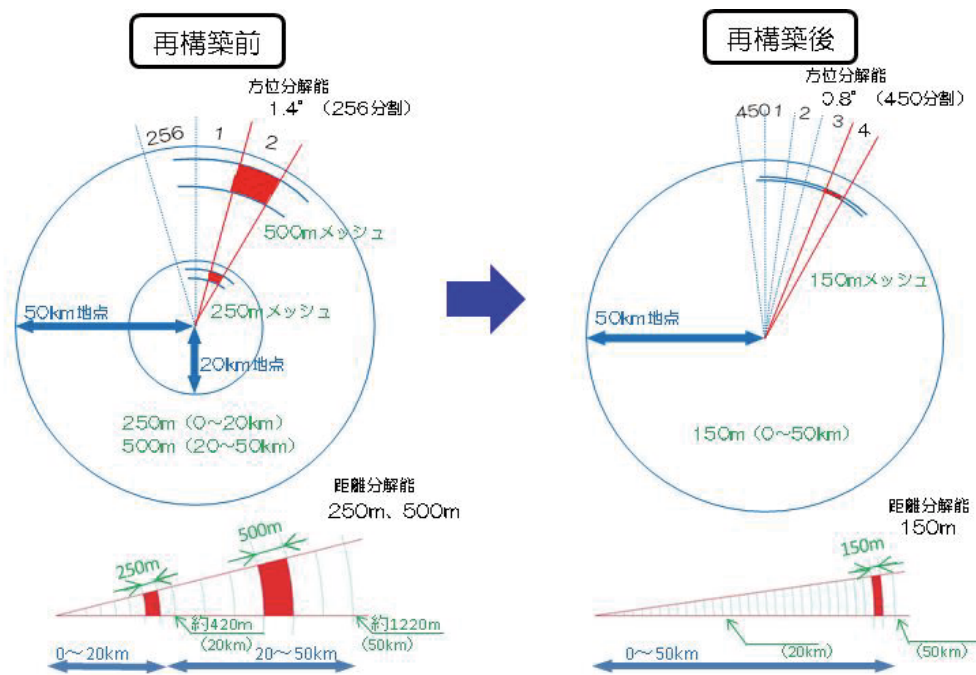 再構築前
方位分解能
1.4° (256分割)
256
1
2
500mメッシュ
250mメッシュ
50km地点
20km地点
250m (0~20km)
500m (20~50km)
距離分解能
250m、500m
250m
500m
約420m
(20km)
約1220m
(50km)
0~20km
20~50km
再構築後
方位分解能
0.8° (450分割)
450
1
2
3
4
150mメッシュ
50km地点
150m (0~50km)
距離分解能
150m
150m
(20km)
(50km)
0~50km